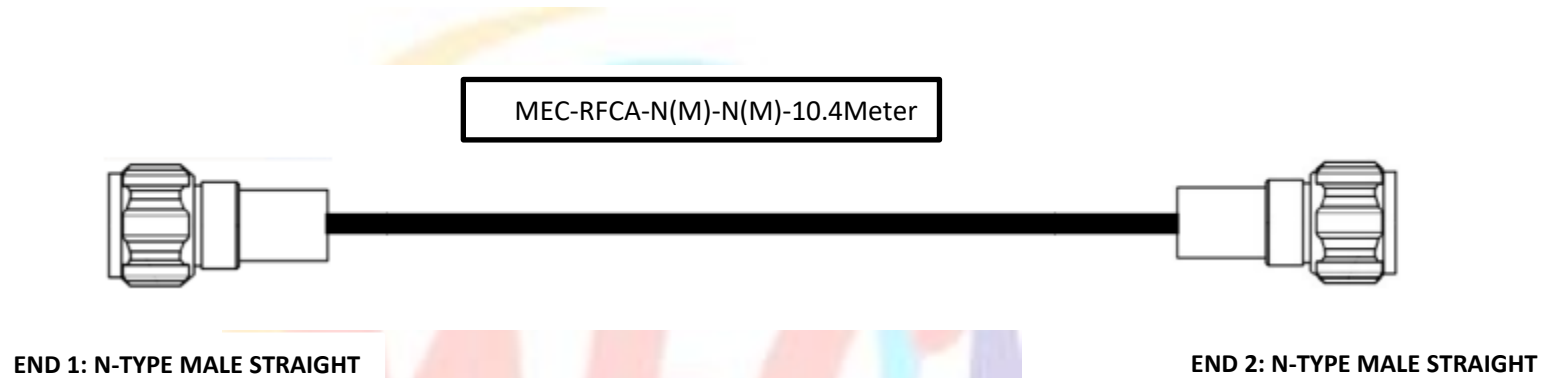 MEC-RFCA-N(M)-N(M)-10.4Meter
END 1: N-TYPE MALE STRAIGHT
END 2: N-TYPE MALE STRAIGHT